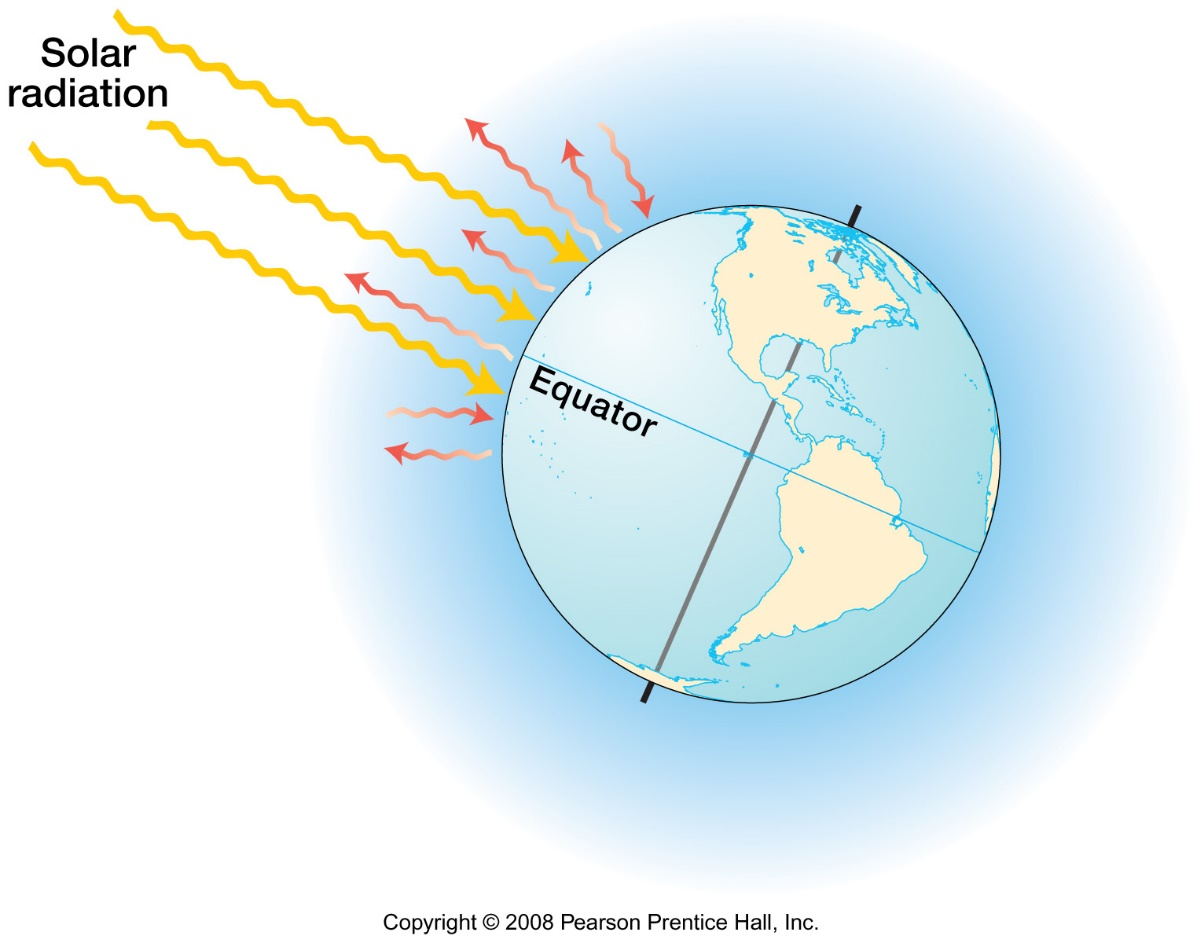 Solar
radiation
Equator
Copyright © 2008 Pearson Prentice Hall, Inc.